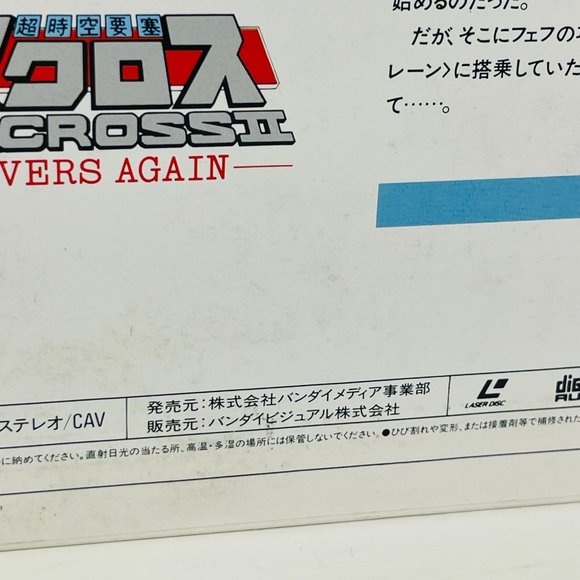 超時空要塞
クロス
CROSS II
VERS AGAIN
始めるのだった。
だが、そこにフェフの
レーン〉に搭乗していた
て……。
ステレオ/CAV
発売元:株式会社バンダイメディア事業部
販売元:バンダイビジュアル株式会社
LASER DISC
に納めてください。直射日光の当たる所、高温・多湿の場所には保管しないでください。●ひび割れや変形、または接着剤等で補修された